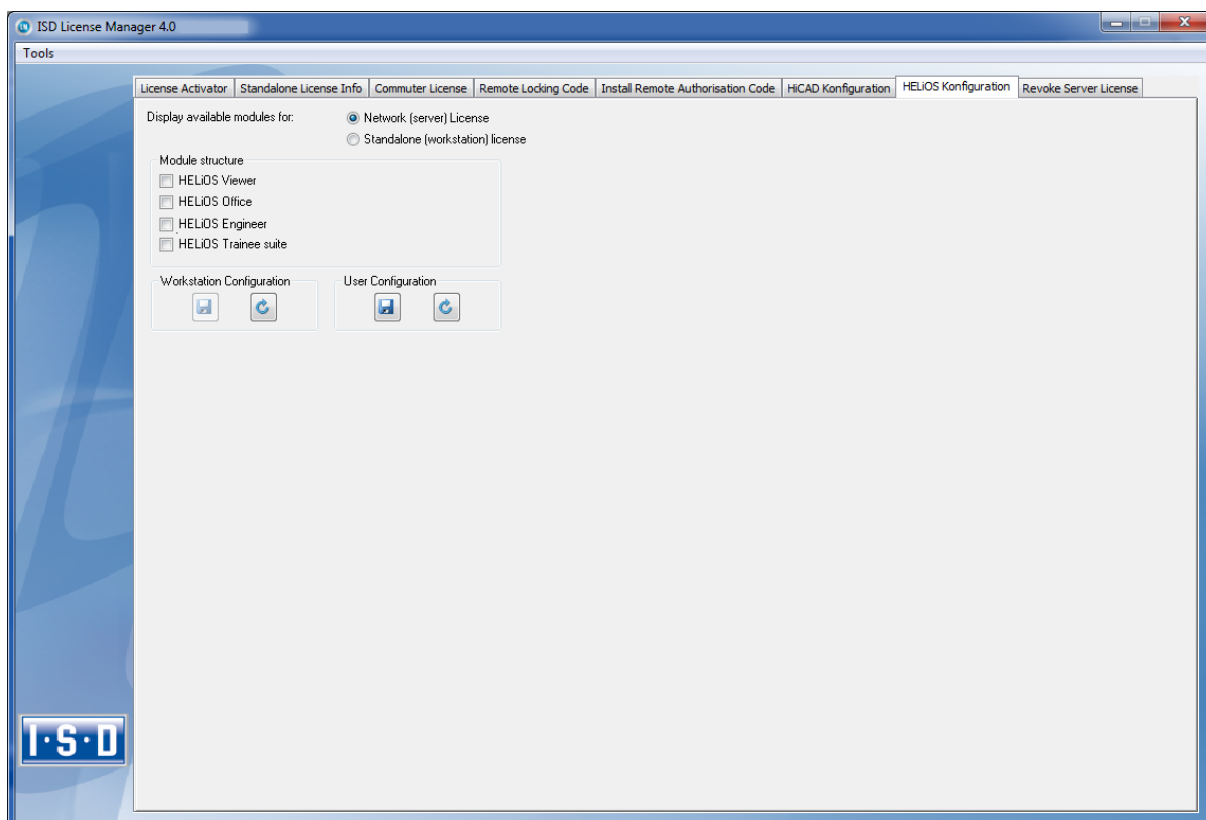 ISD License Manager 4.0
Tools
License Activator Standalone License Info Commuter License Remote Locking Code Install Remote Authorisation Code HiCAD Konfiguration HELiOS Konfiguration Revoke Server License
Display available modules for: Network (server) License
Standalone (workstation) license
Module structure
HELiOS Viewer
HELiOS Office
HELiOS Engineer
HELiOS Trainee suite
Workstation Configuration User Configuration
I·S·D